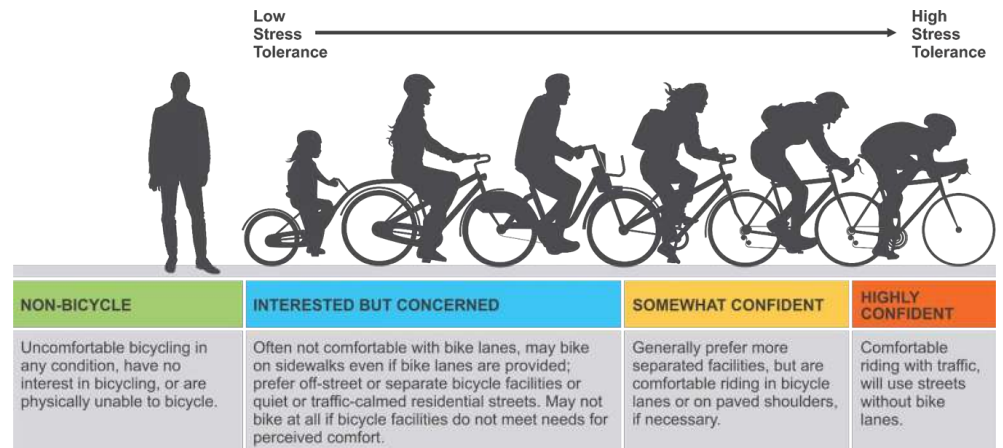 Low
Stress
Tolerance
High
Stress
Tolerance
NON-BICYCLE
Uncomfortable bicycling in
any condition, have no
interest in bicycling, or are
physically unable to bicycle.
INTERESTED BUT CONCERNED
Often not comfortable with bike lanes, may bike
on sidewalks even if bike lanes are provided;
prefer off-street or separate bicycle facilities or
quiet or traffic-calmed residential streets. May not
bike at all if bicycle facilities do not meet needs for
perceived comfort.
SOMEWHAT CONFIDENT
Generally prefer more
separated facilities, but are
comfortable riding in bicycle
lanes or on paved shoulders,
if necessary.
HIGHLY
CONFIDENT
Comfortable
riding with traffic,
will use streets
without bike
lanes.